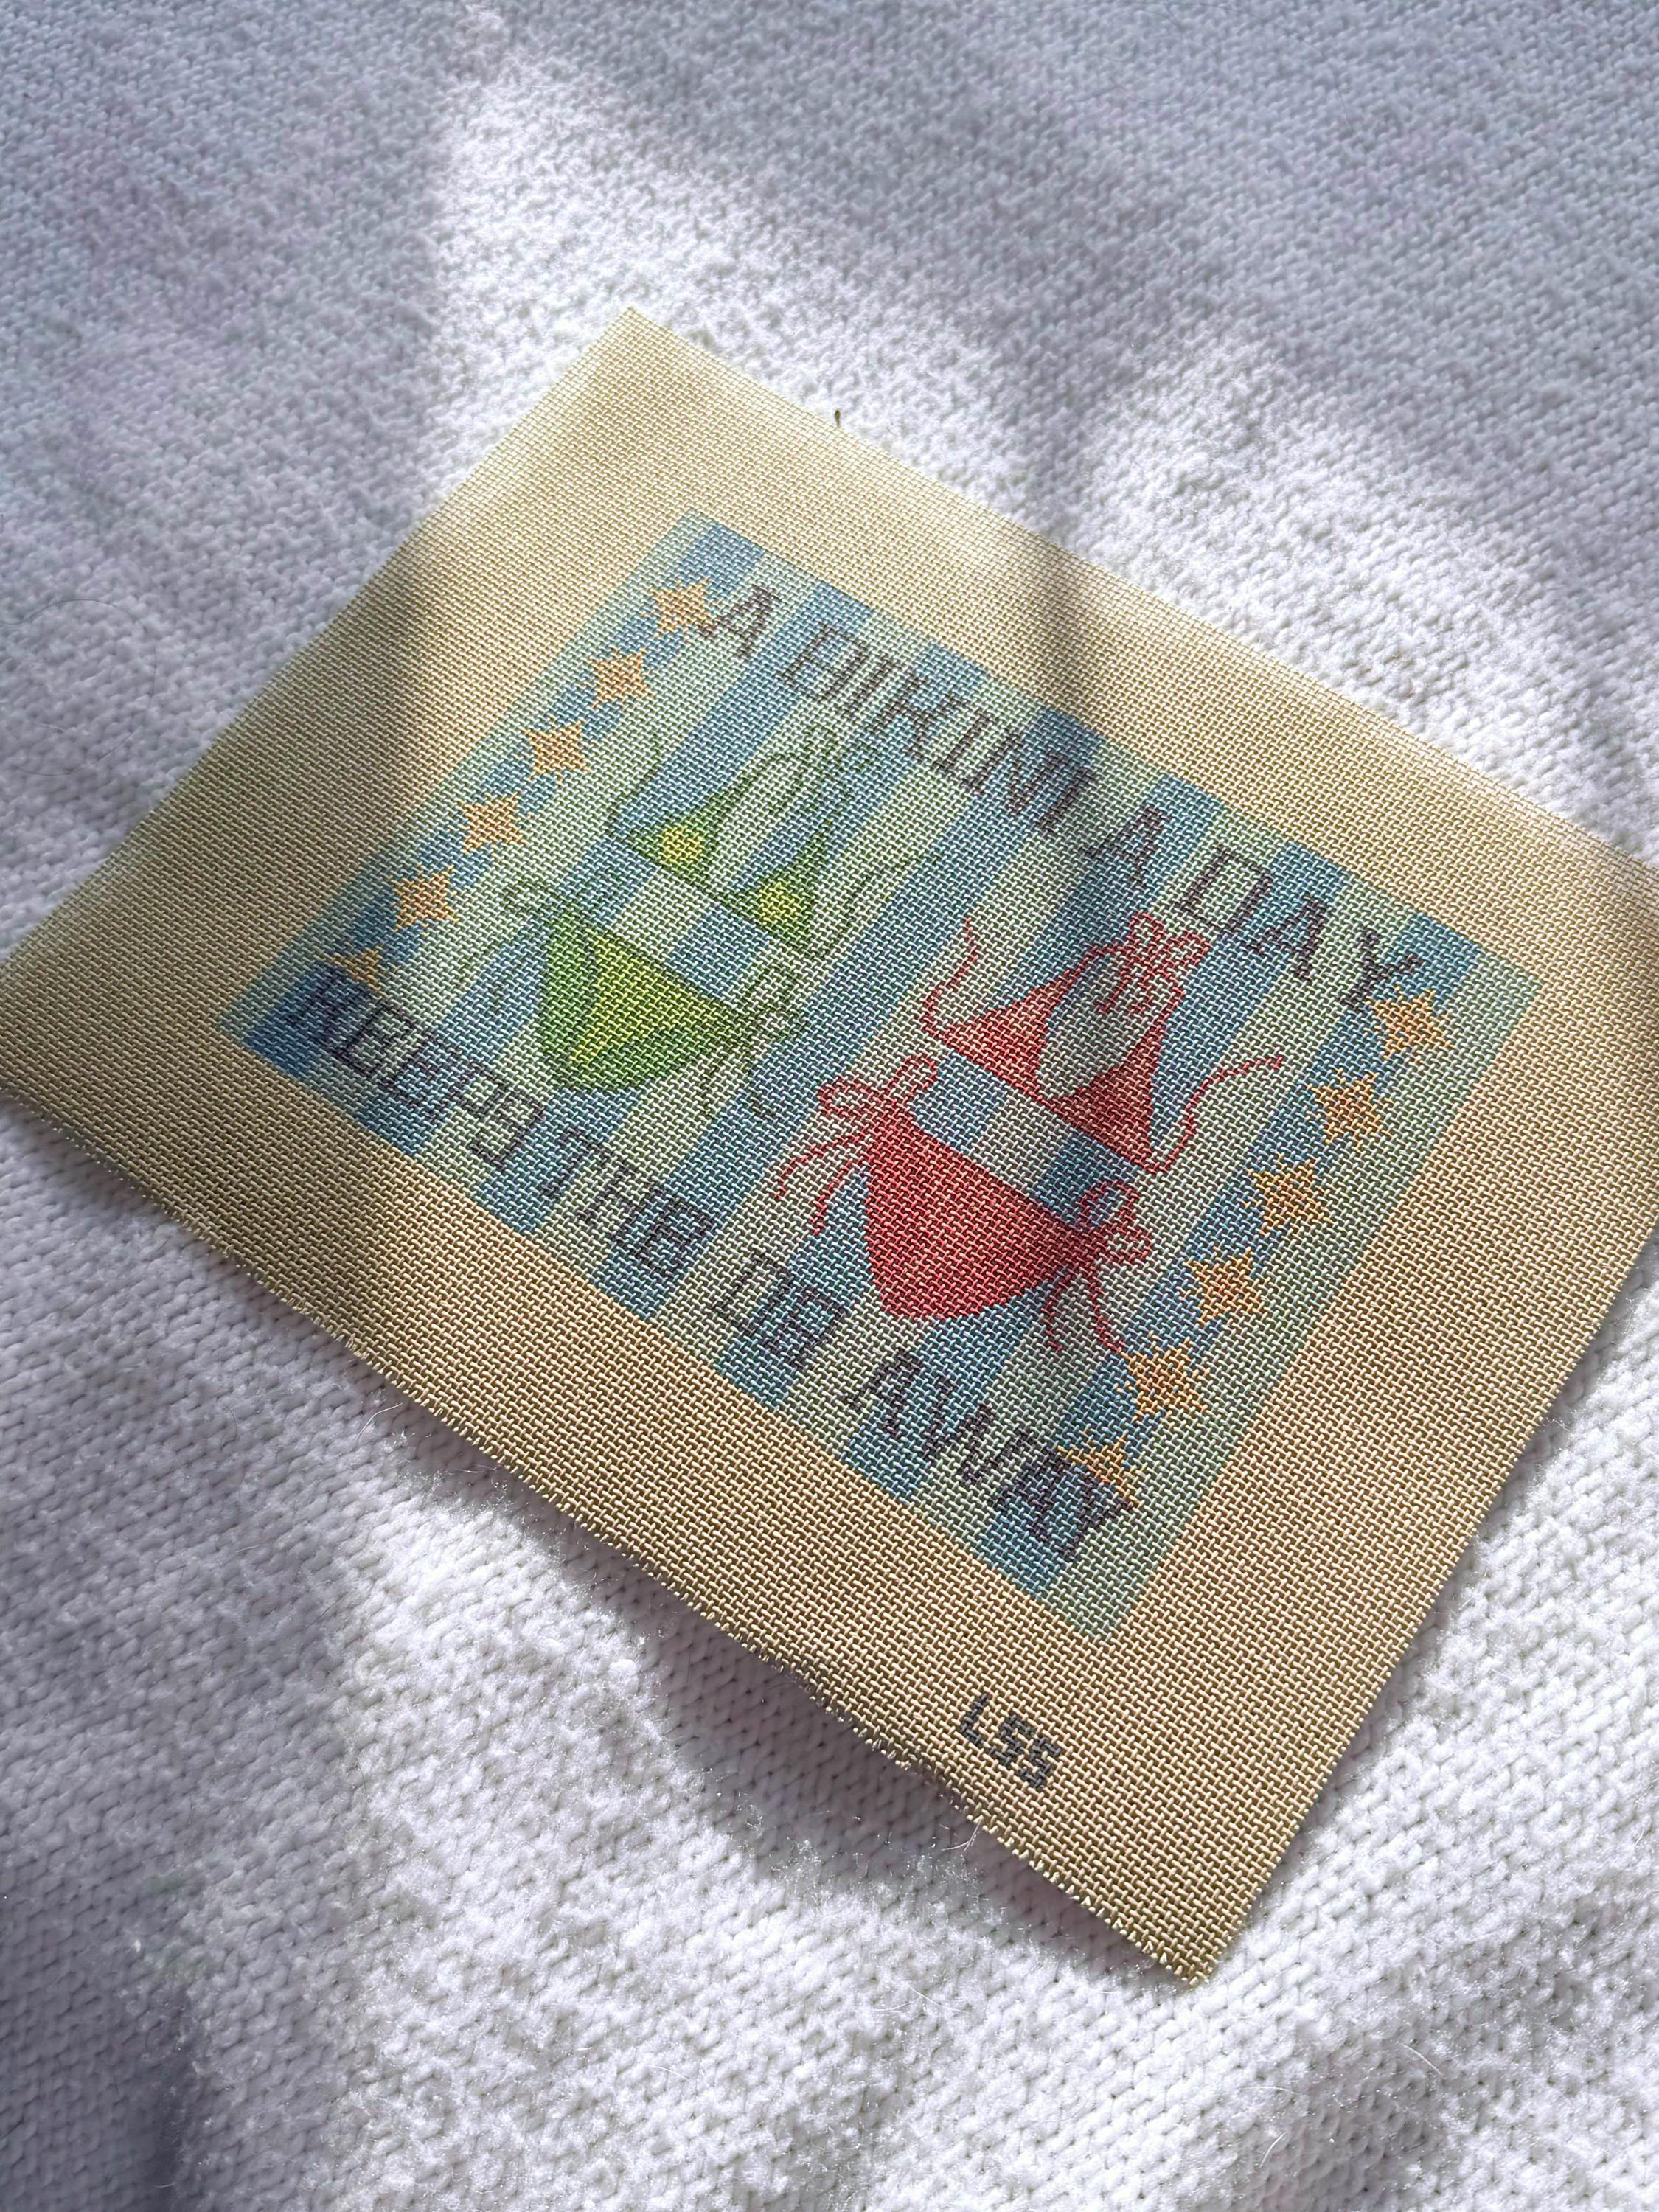 A BIKINI A DAY
KEEPS THE DR AWAY
LSS